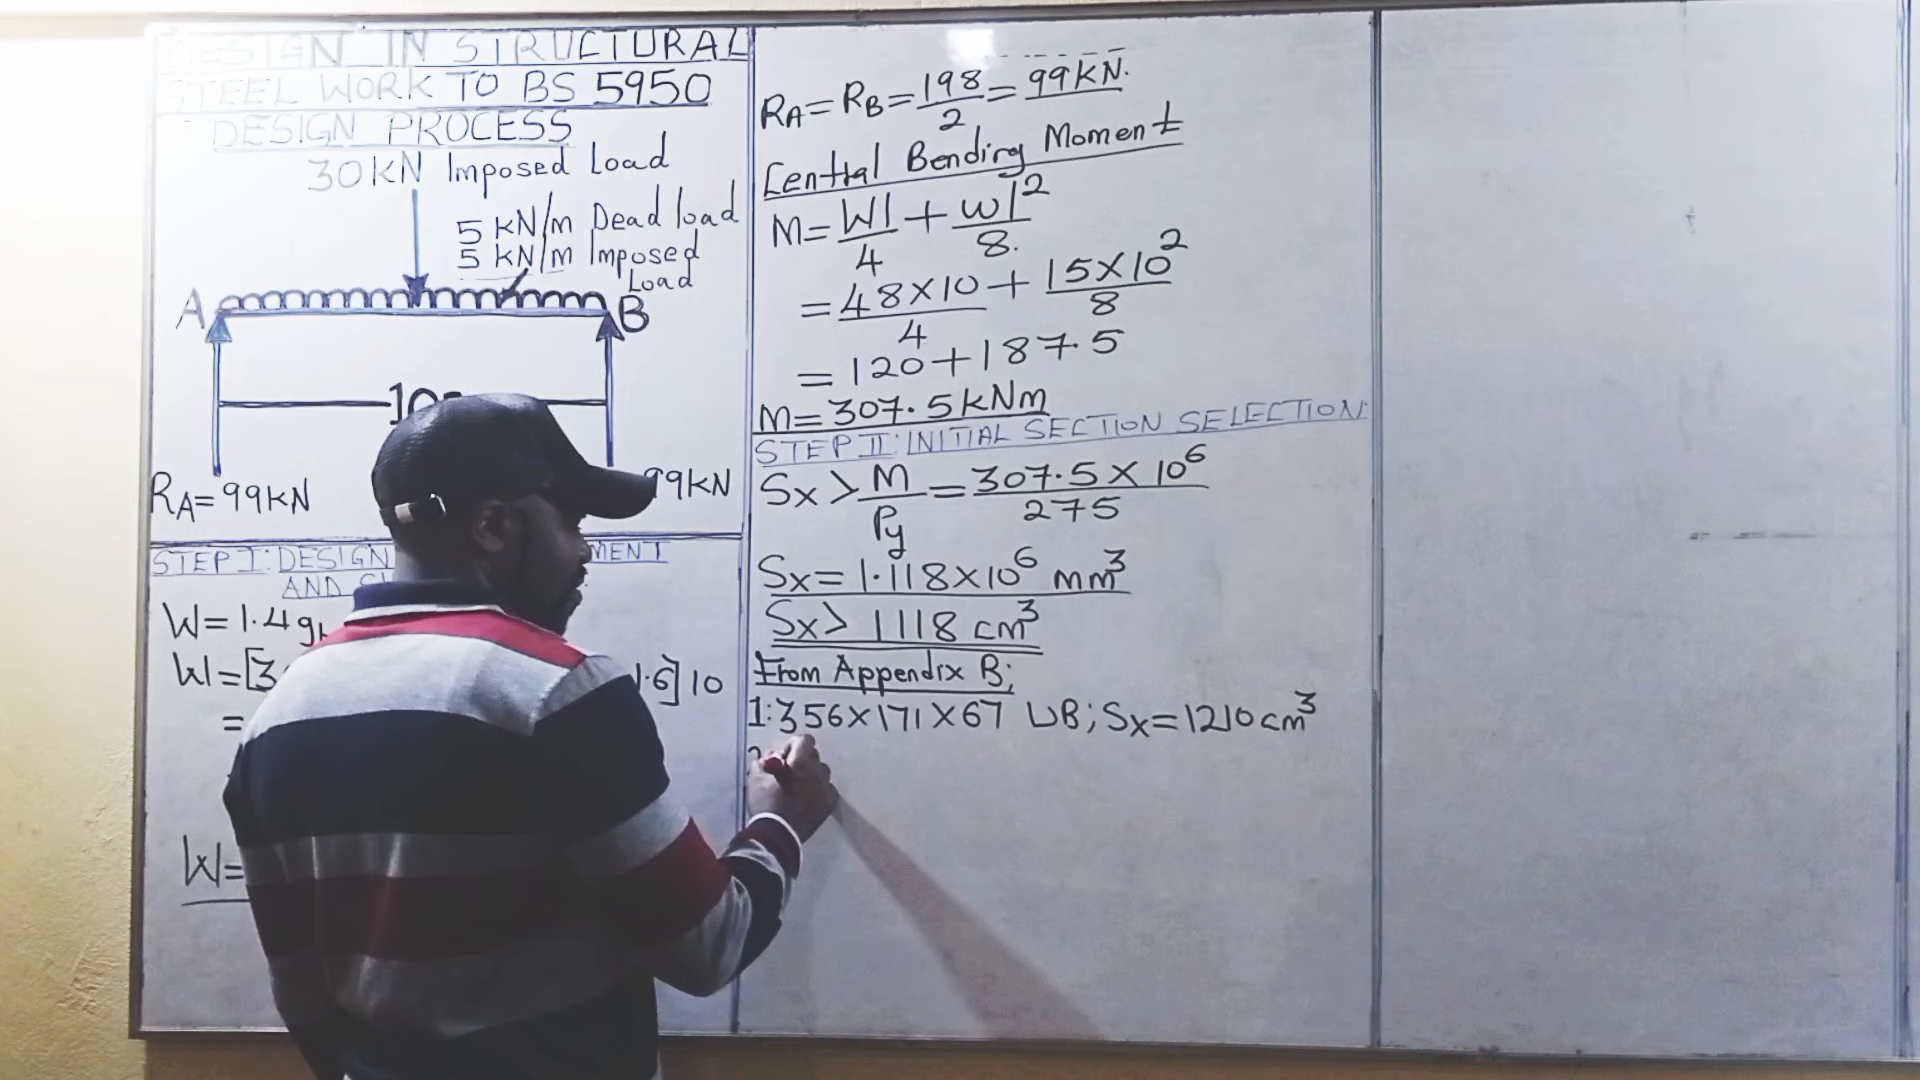 DESIGN IN STRUCTURAL
STEEL WORK TO BS 5950
DESIGN PROCESS
30KN Imposed Load
5 kN/m Dead load
5 kN/m Imposed
Load
A
B
RA=99KN
99KN
STEP I: DESIGN
AND
W=1.4g
W=[3
1.6]10
=
W=
RA=RB=198/2=99KN.
Central Bending Moment
M=Wl/4+wl²/8.
=48×10/4+15×10²/8
=120+187.5
M=307.5kNm
STEP II: INITIAL SECTION SELECTION:
Sx>M/Py=307.5×10⁶/275
Sx=1.118×10⁶ mm³
Sx> 1118 cm³
From Appendix B;
1:356×171×67 UB; Sx=1210cm³